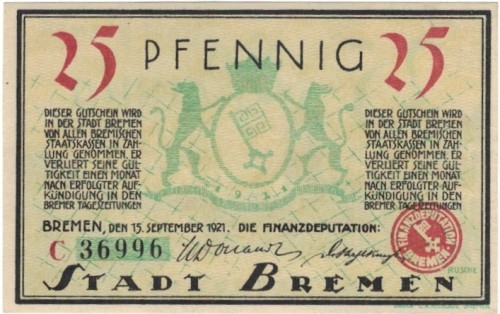 25 PFENNIG 25
DIESER GUTSCHEIN WIRD
IN DER STADT BREMEN
VON ALLEN BREMISCHEN
STAATSKASSEN IN ZAH-
LUNG GENOMMEN. ER
VERLIERT SEINE GÜL-
TIGKEIT EINEN MONAT
NACH ERFOLGTER AUF-
KÜNDIGUNG IN DEN
BREMER TAGEZEITUNGEN
DIESER GUTSCHEIN WIRD
IN DER STADT BREMEN
VON ALLEN BREMISCHEN
STAATSKASSEN IN ZAH-
LUNG GENOMMEN. ER
VERLIERT SEINE GÜL-
TIGKEIT EINEN MONAT
NACH ERFOLGTER AUF-
KÜNDIGUNG IN DEN
BREMER TAGEZEITUNGEN
BREMEN, DEN 15. SEPTEMBER 1921. DIE FINANZDEPUTATION:
C 36996
FINANZDEPUTATION
BREMEN
STADT BREMEN